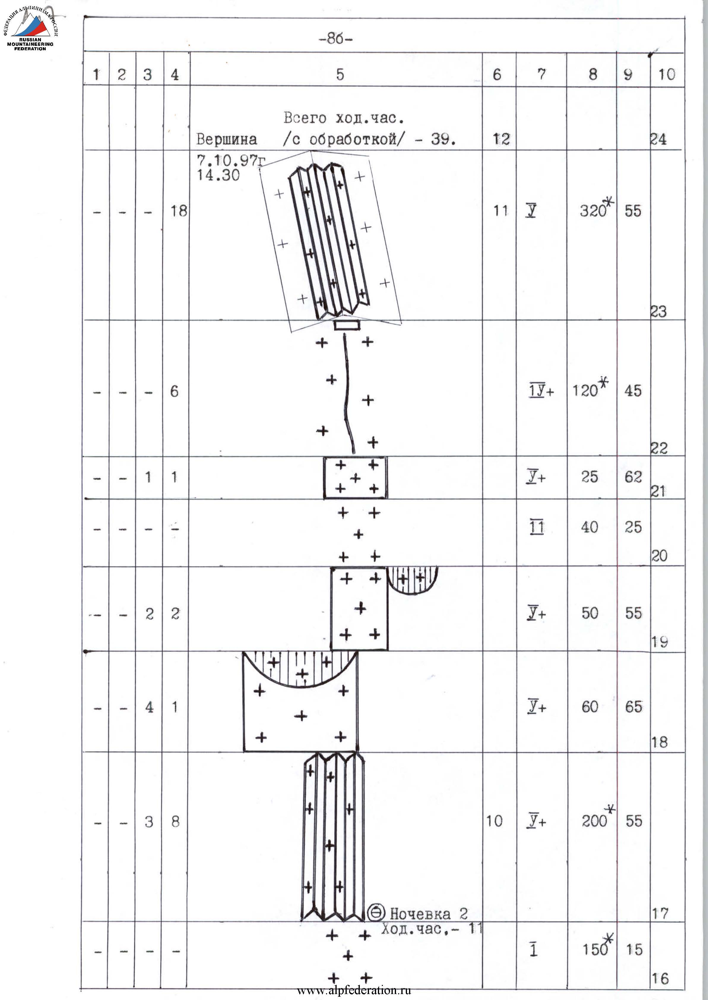 ФЕДЕРАЦИЯ АЛЬПИНИЗМА РОССИИ
RUSSIAN
MOUNTAINEERING
FEDERATION
-8б-
1 2 3 4 5 6 7 8 9 10
Всего ход.час.
Вершина /с обработкой/ - 39. 12 24
7.10.97г
14.30
- - - 18 11 У 320* 55
23
- - - 6 1У+ 120* 45
22
- - 1 1 У+ 25 62
21
- - - - 11 40 25
20
- - 2 2 У+ 50 55
19
- - 4 1 У+ 60 65
18
- - 3 8 10 У+ 200* 55
Ночевка 2 17
Ход.час.- 11
- - - - 1 150* 15
16
www.alpfederation.ru